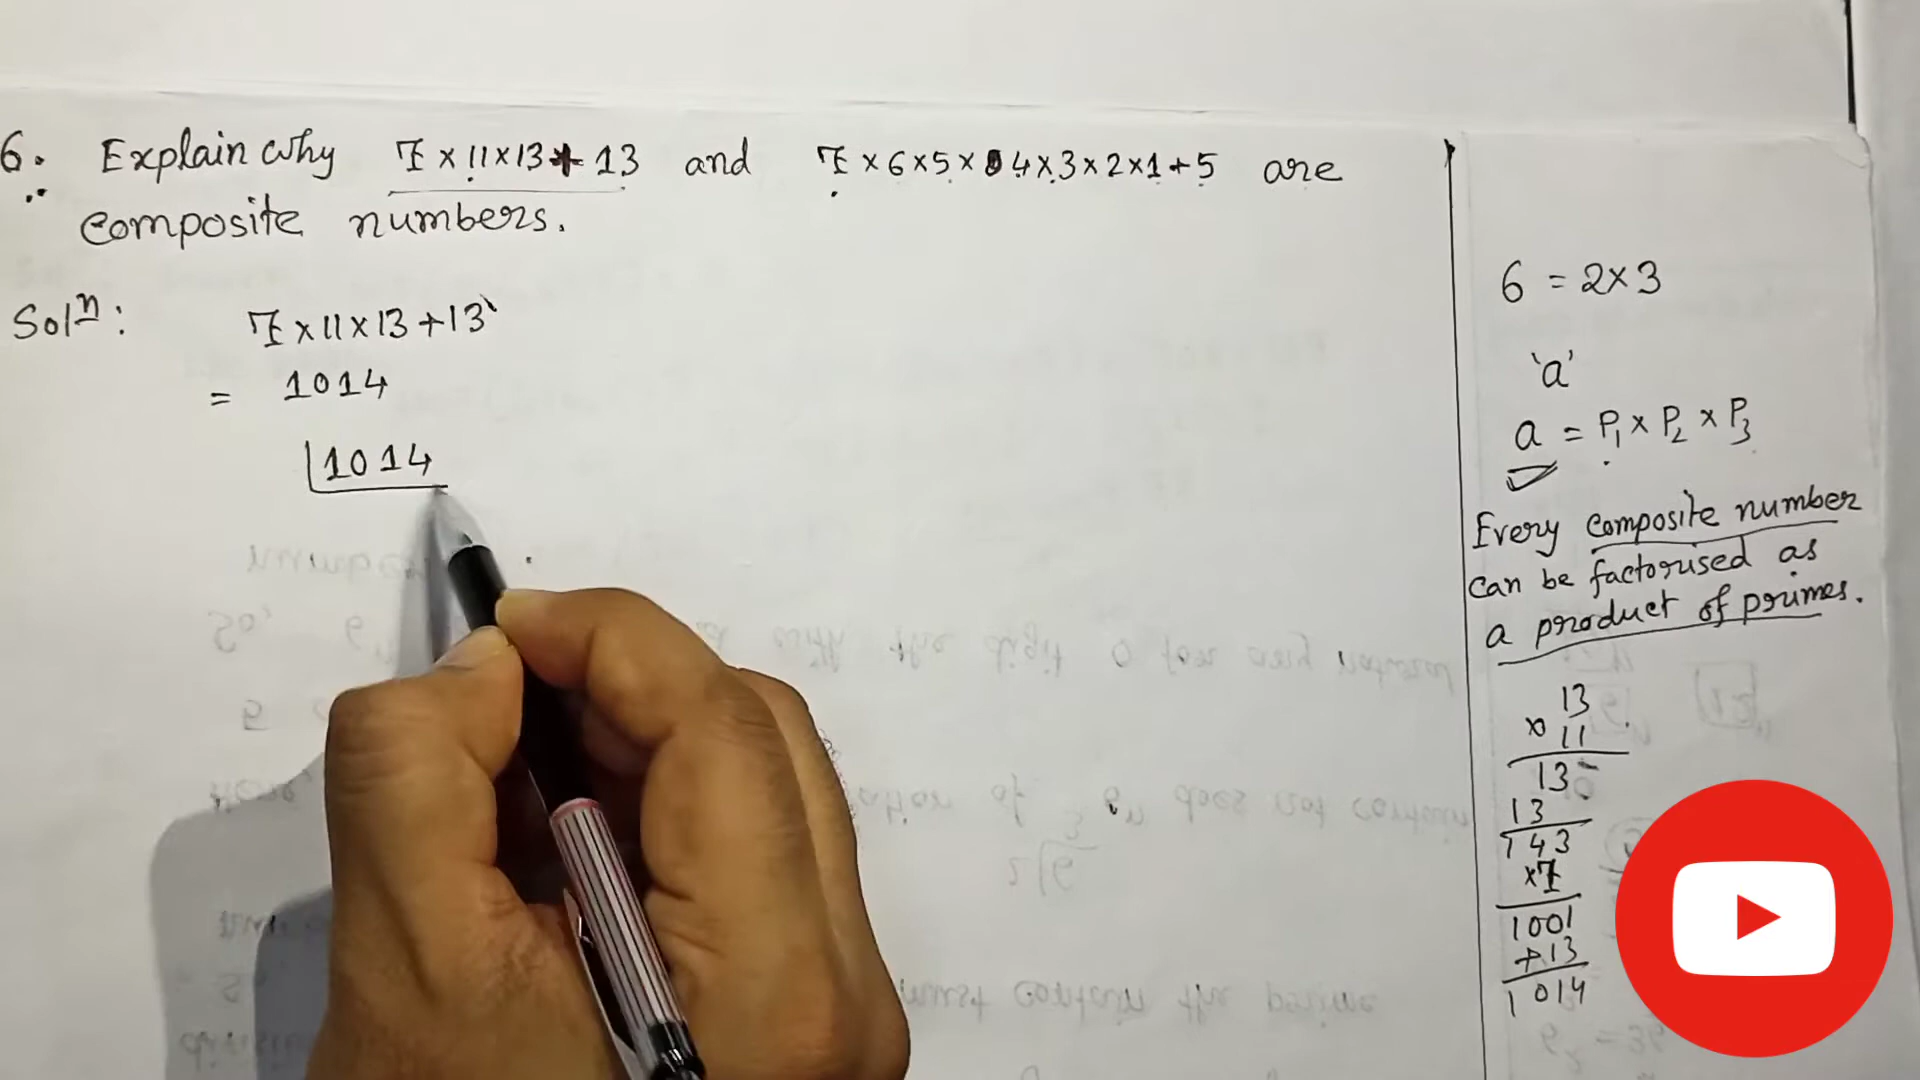 6. Explain why 7 × 11 × 13 + 13 and 7 × 6 × 5 × 4 × 3 × 2 × 1 + 5 are
composite numbers.
Solⁿ: 7 × 11 × 13 + 13
= 1014
1014
6 = 2 × 3
'a'
a = P₁ × P₂ × P₃
Every composite number
can be factorised as
a product of primes.
13
× 11
13
13
143
×7
1001
+13
1014